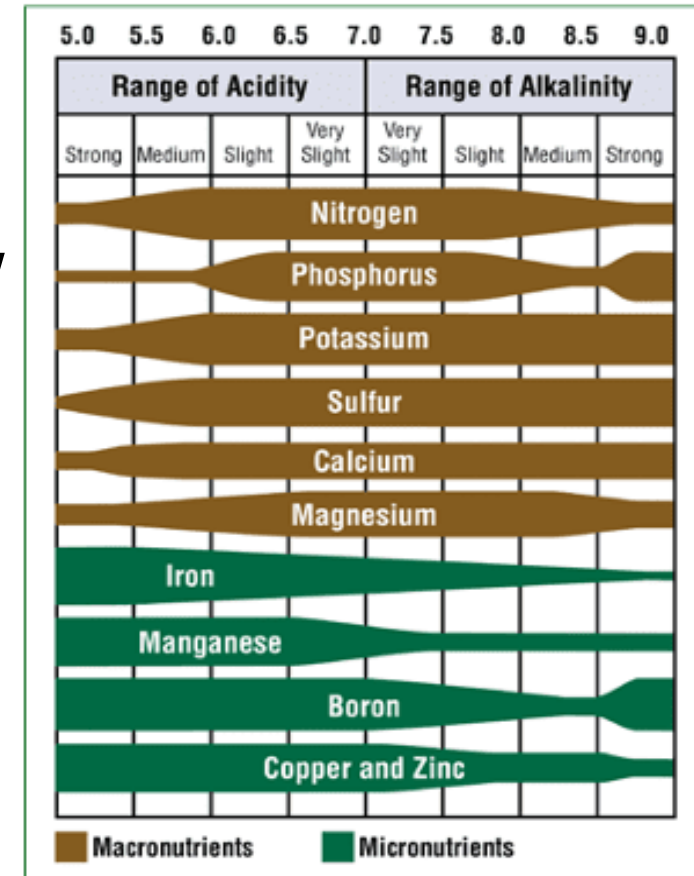 5.0 5.5 6.0 6.5 7.0 7.5 8.0 8.5 9.0
Range of Acidity Range of Alkalinity
Strong Medium Slight Very Slight Very Slight Slight Medium Strong
Nitrogen
Phosphorus
Potassium
Sulfur
Calcium
Magnesium
Iron
Manganese
Boron
Copper and Zinc
Macronutrients Micronutrients